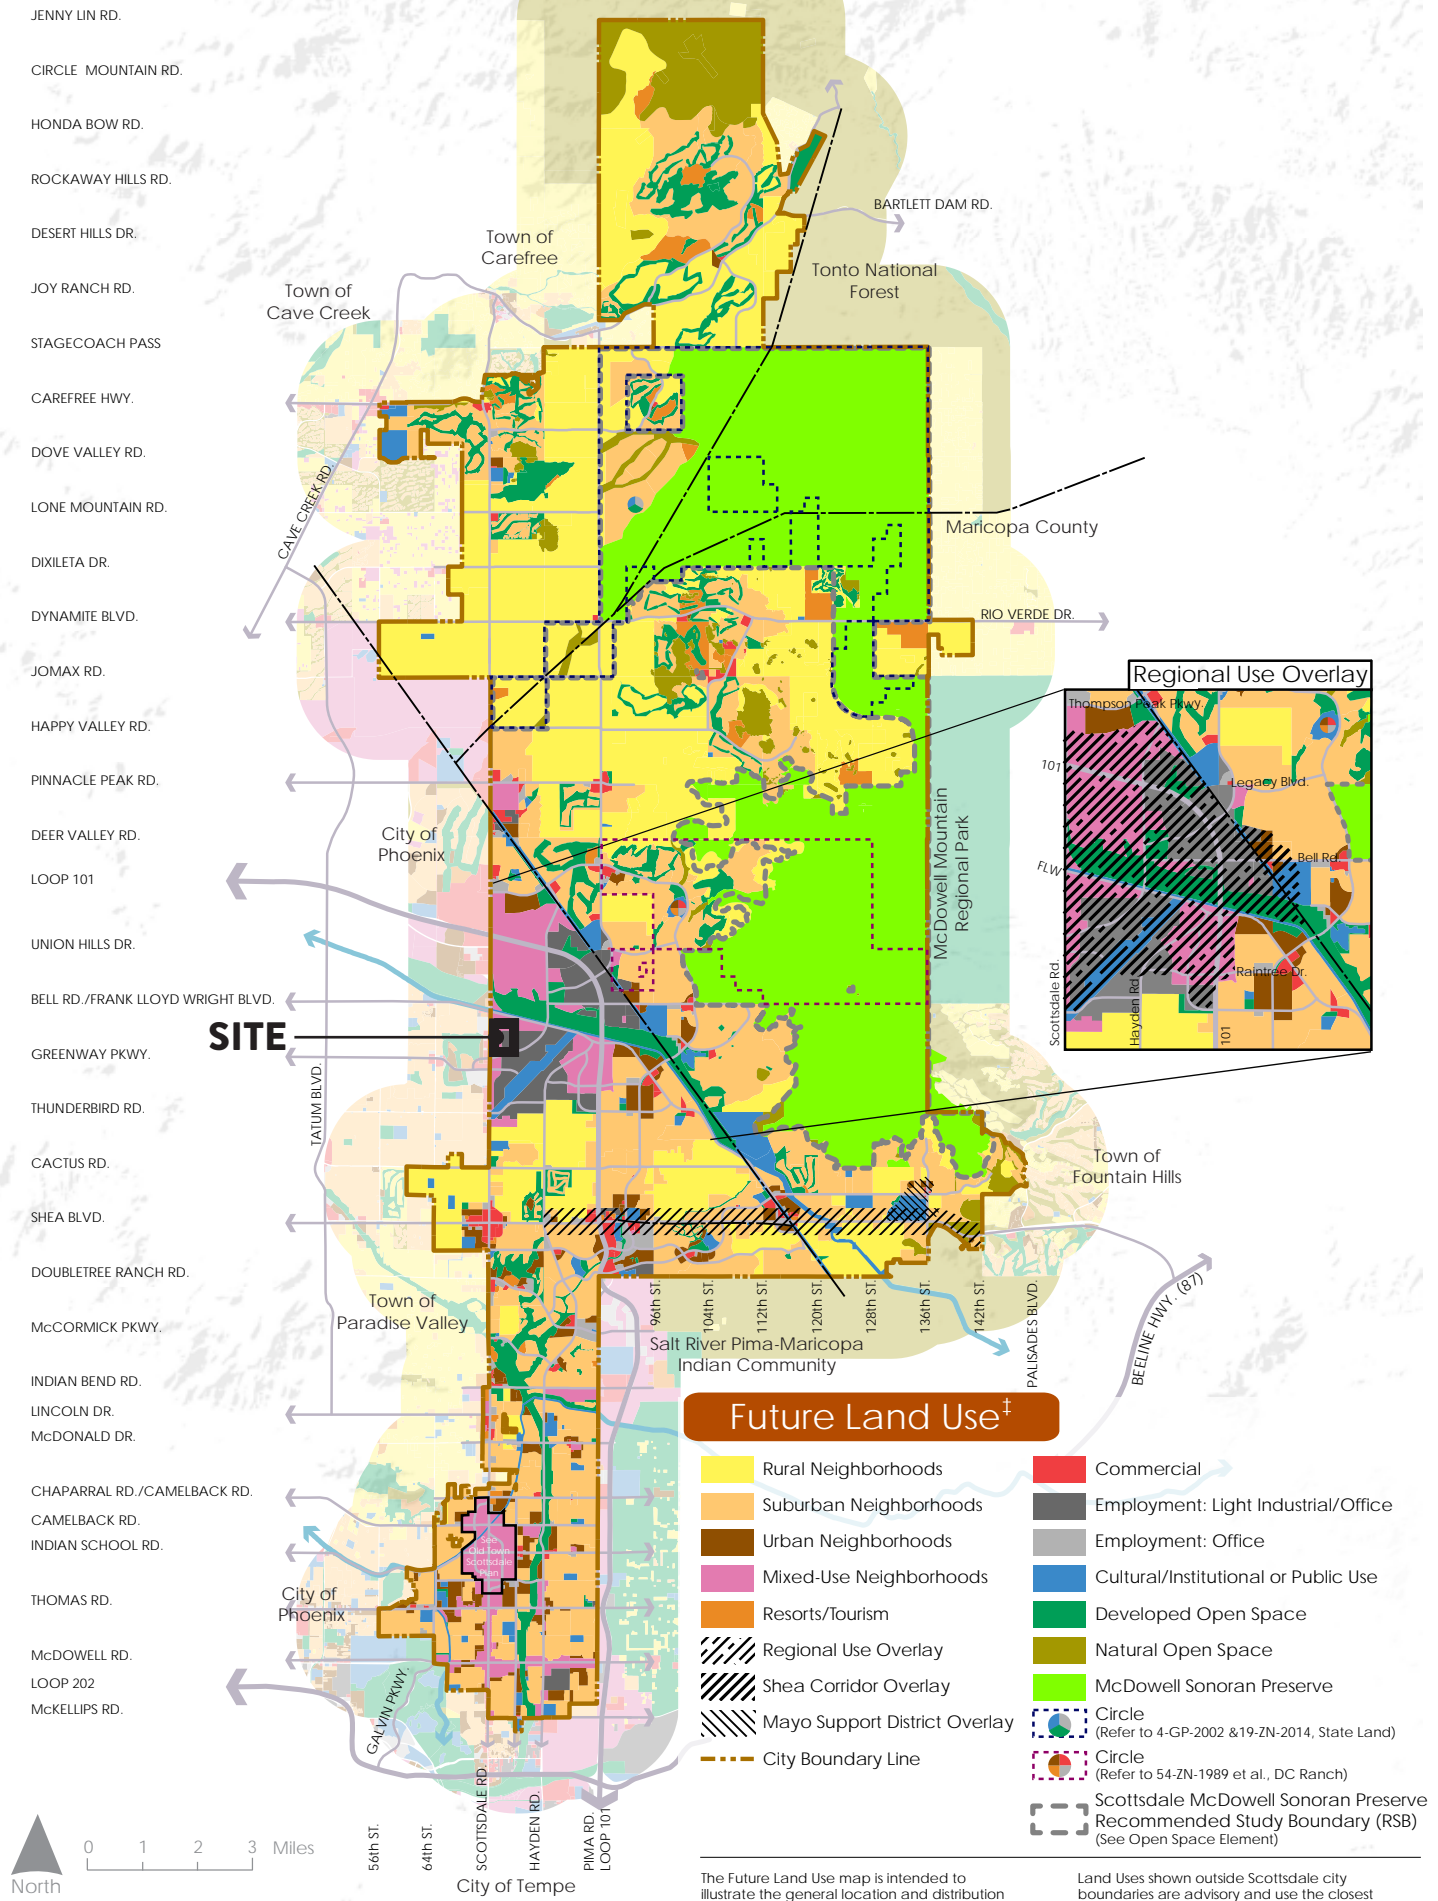 JENNY LIN RD.
CIRCLE MOUNTAIN RD.
HONDA BOW RD.
ROCKAWAY HILLS RD.
DESERT HILLS DR.
JOY RANCH RD.
STAGECOACH PASS
CAREFREE HWY.
DOVE VALLEY RD.
LONE MOUNTAIN RD.
DIXILETA DR.
DYNAMITE BLVD.
JOMAX RD.
HAPPY VALLEY RD.
PINNACLE PEAK RD.
DEER VALLEY RD.
LOOP 101
UNION HILLS DR.
BELL RD./FRANK LLOYD WRIGHT BLVD.
SITE
GREENWAY PKWY.
THUNDERBIRD RD.
CACTUS RD.
SHEA BLVD.
DOUBLETREE RANCH RD.
McCORMICK PKWY.
INDIAN BEND RD.
LINCOLN DR.
McDONALD DR.
CHAPARRAL RD./CAMELBACK RD.
CAMELBACK RD.
INDIAN SCHOOL RD.
THOMAS RD.
McDOWELL RD.
LOOP 202
McKELLIPS RD.
Town of
Carefree
Town of
Cave Creek
BARTLETT DAM RD.
Tonto National
Forest
CAVE CREEK RD.
Maricopa County
RIO VERDE DR.
City of
Phoenix
McDowell Mountain
Regional Park
TATUM BLVD.
Regional Use Overlay
Thompson Peak Pkwy.
101
Legacy Blvd.
Bell Rd.
FLW
Raintree Dr.
Scottsdale Rd.
Hayden Rd
101
Town of
Fountain Hills
Town of
Paradise Valley
96th ST.
104th ST.
112th ST.
120th ST.
128th ST.
136th ST.
142th ST.
PALISADES BLVD.
BEELINE HWY. (87)
Salt River Pima-Maricopa
Indian Community
See
Old Town
Scottsdale
Plan
City of
Phoenix
GALVIN PKWY.
56th ST.
64th ST.
SCOTTSDALE RD.
HAYDEN RD.
PIMA RD.
LOOP 101
City of Tempe
North
0 1 2 3 Miles
Future Land Use‡
Rural Neighborhoods
Suburban Neighborhoods
Urban Neighborhoods
Mixed-Use Neighborhoods
Resorts/Tourism
Regional Use Overlay
Shea Corridor Overlay
Mayo Support District Overlay
City Boundary Line
Commercial
Employment: Light Industrial/Office
Employment: Office
Cultural/Institutional or Public Use
Developed Open Space
Natural Open Space
McDowell Sonoran Preserve
Circle
(Refer to 4-GP-2002 &19-ZN-2014, State Land)
Circle
(Refer to 54-ZN-1989 et al., DC Ranch)
Scottsdale McDowell Sonoran Preserve
Recommended Study Boundary (RSB)
(See Open Space Element)
The Future Land Use map is intended to
illustrate the general location and distribution
Land Uses shown outside Scottsdale city
boundaries are advisory and use the closest